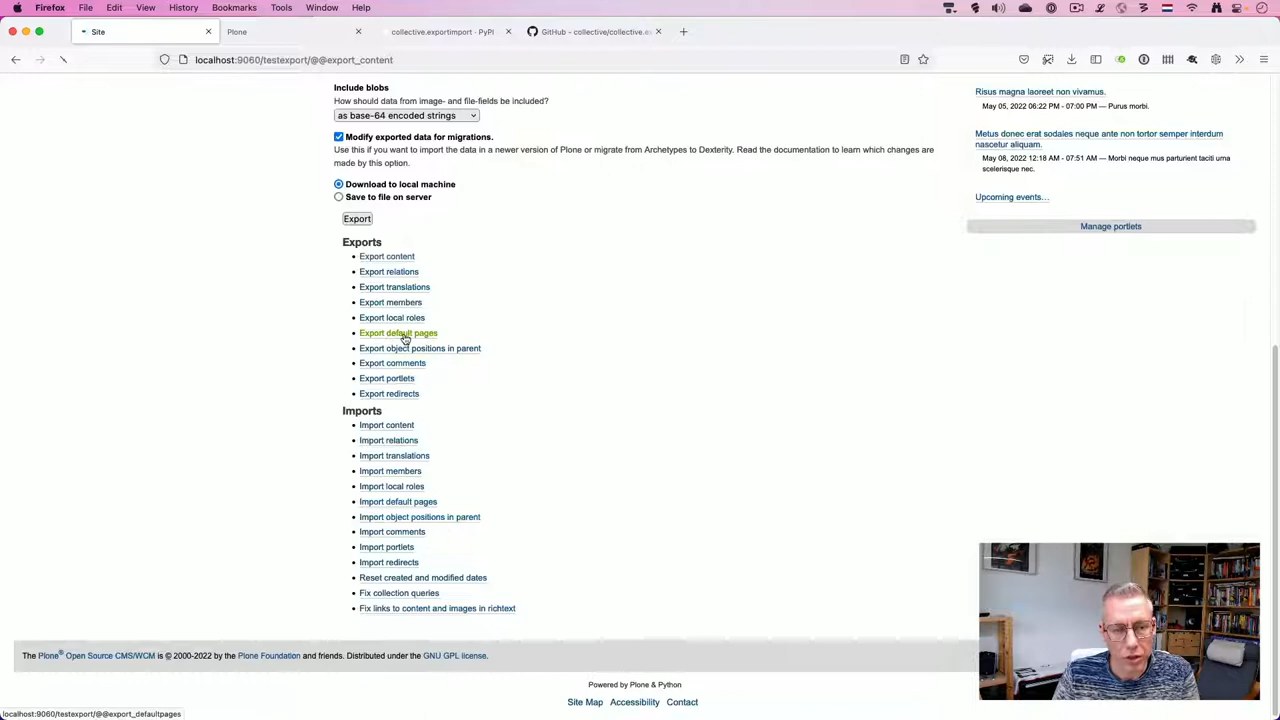 Firefox File Edit View History Bookmarks Tools Window Help
Site
Plone
collective.exportimport · PyPI
GitHub - collective/collective.ex
localhost:9060/testexport/@@export_content
Include blobs
How should data from image- and file-fields be included?
as base-64 encoded strings
Modify exported data for migrations.
Use this if you want to import the data in a newer version of Plone or migrate from Archetypes to Dexterity. Read the documentation to learn which changes are
made by this option.
Download to local machine
Save to file on server
Export
Exports
Export content
Export relations
Export translations
Export members
Export local roles
Export default pages
Export object positions in parent
Export comments
Export portlets
Export redirects
Imports
Import content
Import relations
Import translations
Import members
Import local roles
Import default pages
Import object positions in parent
Import comments
Import portlets
Import redirects
Reset created and modified dates
Fix collection queries
Fix links to content and images in richtext
Risus magna laoreet non vivamus.
May 05, 2022 06:22 PM - 07:00 PM — Purus morbi.
Metus donec erat sodales neque ante non tortor semper interdum
nascetur aliquam.
May 08, 2022 12:18 AM - 07:51 AM — Morbi neque mus parturient taciti urna
scelerisque nec.
Upcoming events…
Manage portlets
The Plone® Open Source CMS/WCM is © 2000-2022 by the Plone Foundation and friends. Distributed under the GNU GPL license.
Powered by Plone & Python
Site Map Accessibility Contact
localhost:9060/testexport/@@export_defaultpages